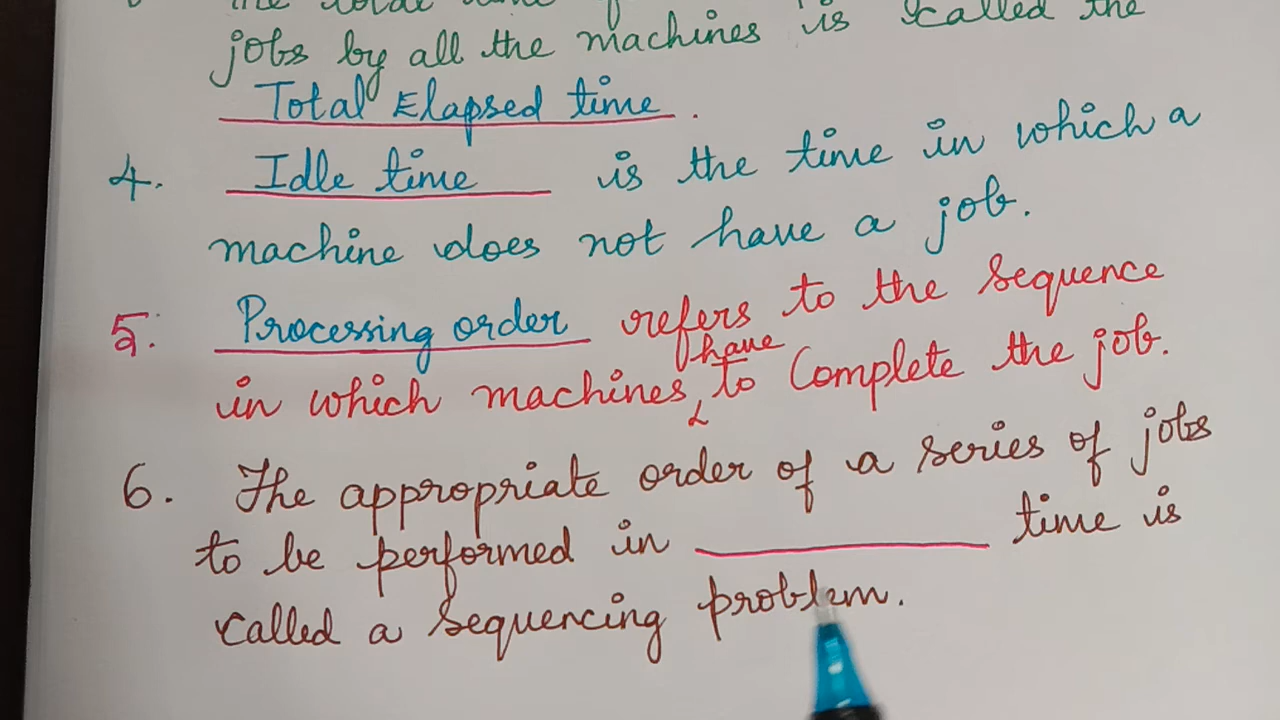 The total time
jobs by all the machines is called the
Total Elapsed time.
4. Idle time is the time in which a
machine does not have a job.
5. Processing order refers to the sequence
have
in which machines to complete the job.
6. The appropriate order of a series of jobs
to be performed in ________ time is
called a sequencing problem.